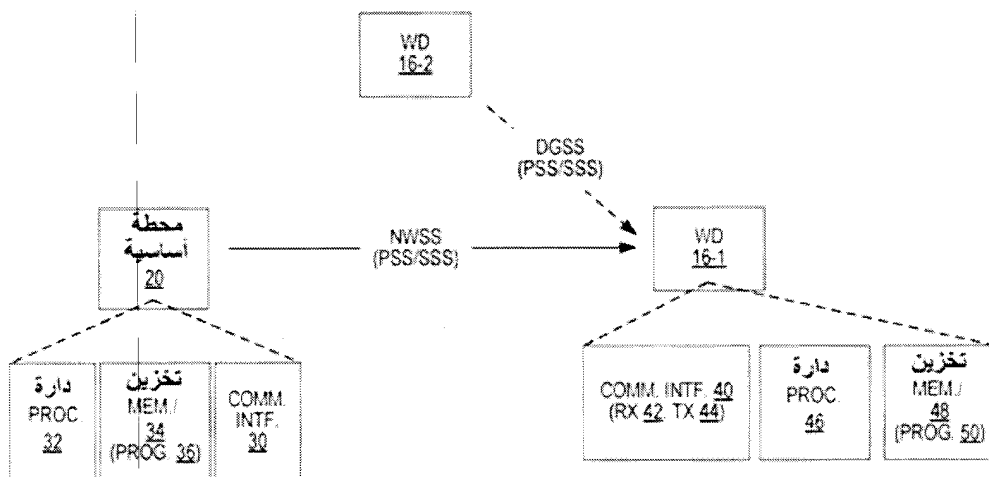 WD
16-2
DGSS
(PSS/SSS)
محطة
أساسية
20
NWSS
(PSS/SSS)
WD
16-1
دارة
PROC.
32
تخزين
MEM./
34
(PROG. 36)
COMM.
INTF.
30
COMM. INTF. 40
(RX 42. TX 44)
دارة
PROC.
46
تخزين
MEM./
48
(PROG. 50)